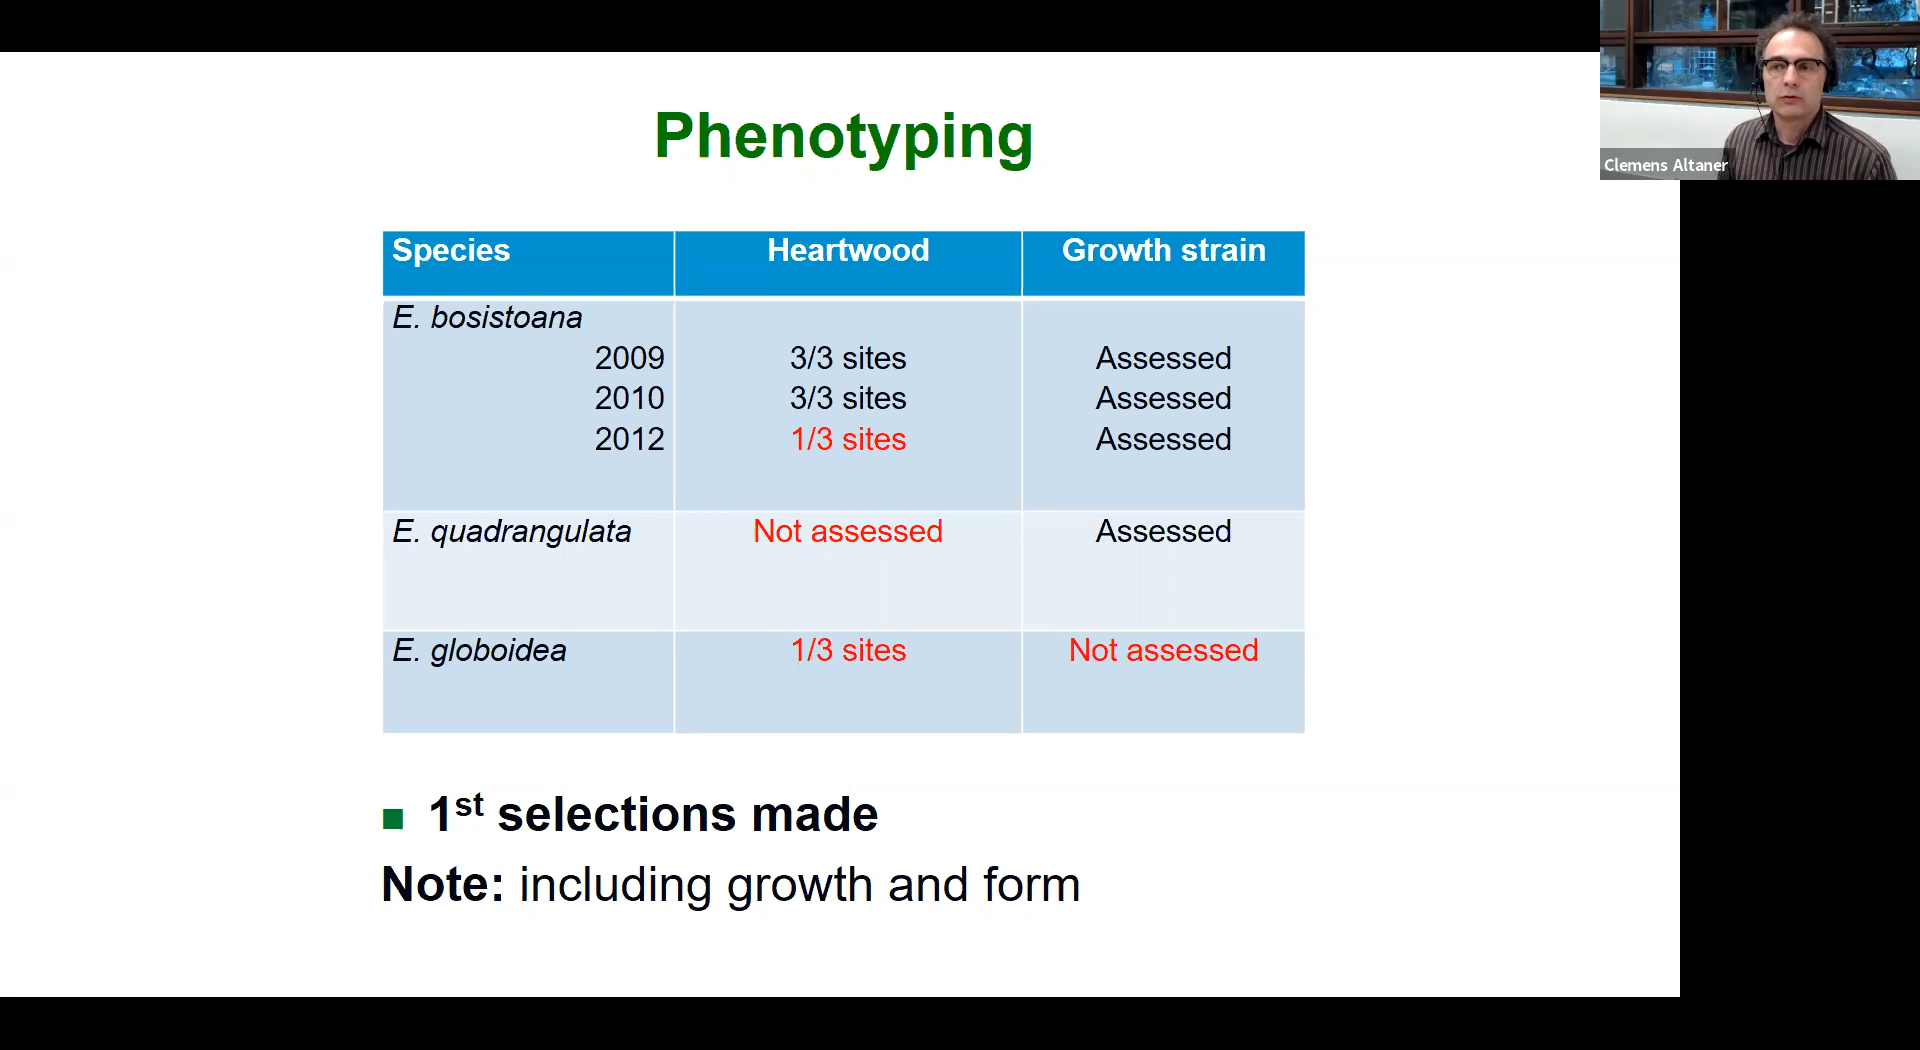 Clemens Altaner
Phenotyping
Species Heartwood Growth strain
E. bosistoana
2009 3/3 sites Assessed
2010 3/3 sites Assessed
2012 1/3 sites Assessed
E. quadrangulata Not assessed Assessed
E. globoidea 1/3 sites Not assessed
1st selections made
Note: including growth and form